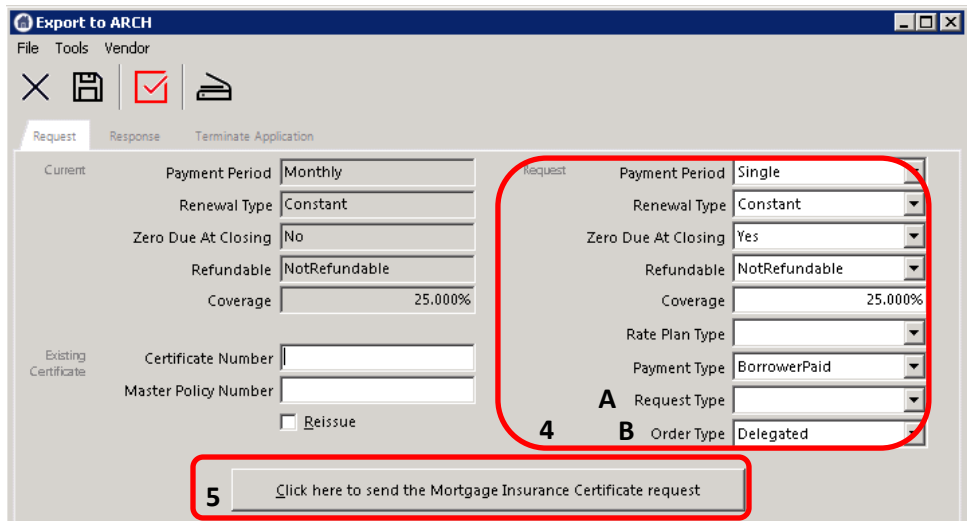 Export to ARCH
File Tools Vendor
Request Response Terminate Application
Current
Payment Period Monthly
Renewal Type Constant
Zero Due At Closing No
Refundable NotRefundable
Coverage 25.000%
Existing
Certificate
Certificate Number
Master Policy Number
Reissue
Request
Payment Period Single
Renewal Type Constant
Zero Due At Closing Yes
Refundable NotRefundable
Coverage 25.000%
Rate Plan Type
Payment Type BorrowerPaid
A Request Type
4 B Order Type Delegated
5 Click here to send the Mortgage Insurance Certificate request